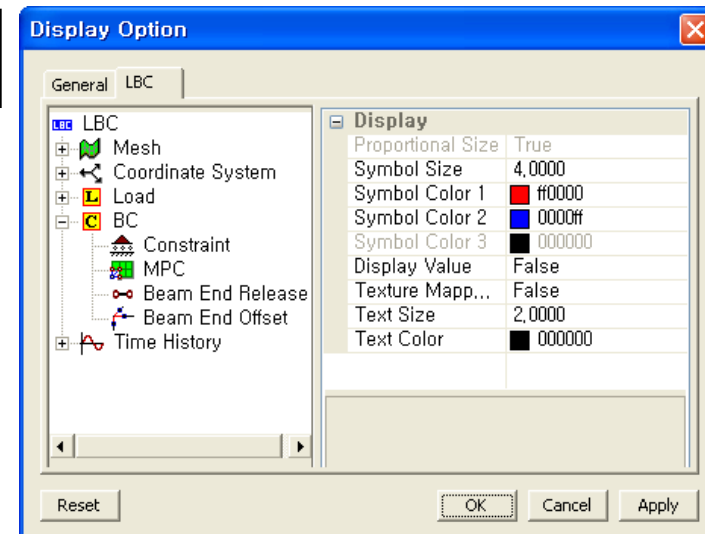 Display Option
General
LBC
LBC LBC
Mesh
Coordinate System
L Load
C BC
Constraint
MPC
Beam End Release
Beam End Offset
Time History
Display
Proportional Size True
Symbol Size 4,0000
Symbol Color 1 ff0000
Symbol Color 2 0000ff
Symbol Color 3 000000
Display Value False
Texture Mapp... False
Text Size 2,0000
Text Color 000000
Reset
OK
Cancel
Apply